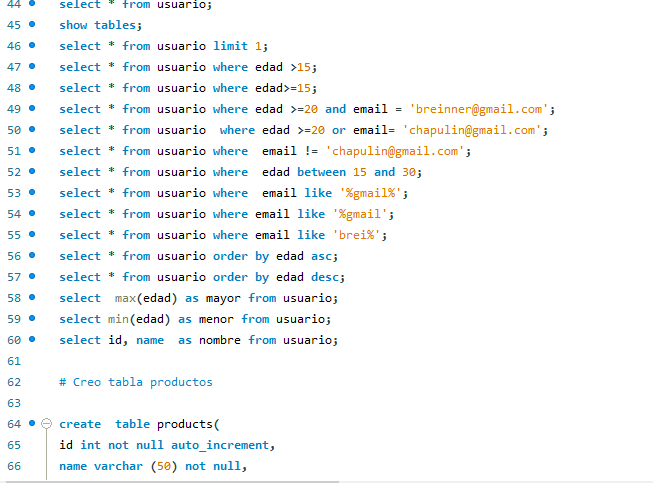 44 select * from usuario;
45 show tables;
46 select * from usuario limit 1;
47 select * from usuario where edad >15;
48 select * from usuario where edad>=15;
49 select * from usuario where edad >=20 and email = 'breinner@gmail.com';
50 select * from usuario  where edad >=20 or email= 'chapulin@gmail.com';
51 select * from usuario where  email != 'chapulin@gmail.com';
52 select * from usuario where  edad between 15 and 30;
53 select * from usuario where  email like '%gmail%';
54 select * from usuario where email like '%gmail';
55 select * from usuario where email like 'brei%';
56 select * from usuario order by edad asc;
57 select * from usuario order by edad desc;
58 select  max(edad) as mayor from usuario;
59 select min(edad) as menor from usuario;
60 select id, name  as nombre from usuario;
61
62 # Creo tabla productos
63
64 create  table products(
65 id int not null auto_increment,
66 name varchar (50) not null,